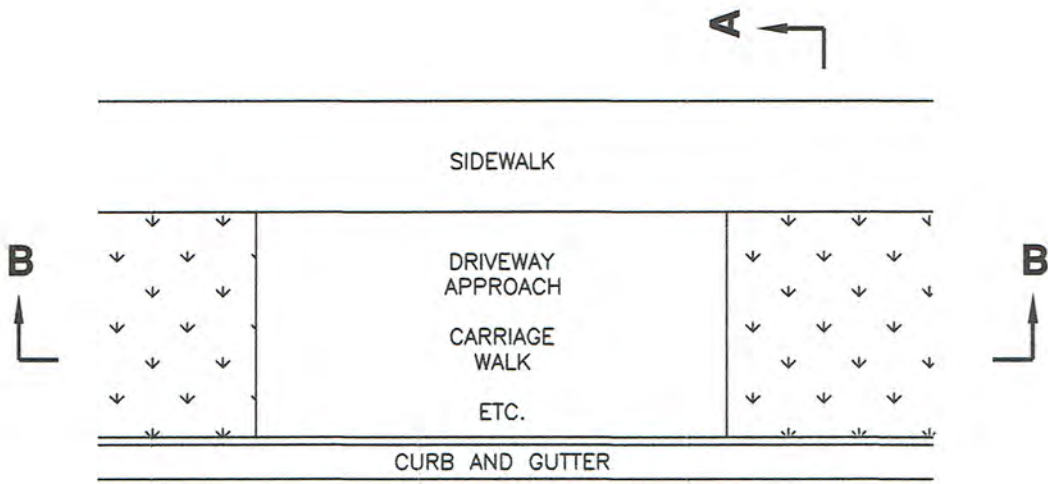 A
SIDEWALK
B
DRIVEWAY
APPROACH
B
CARRIAGE
WALK
ETC.
CURB AND GUTTER